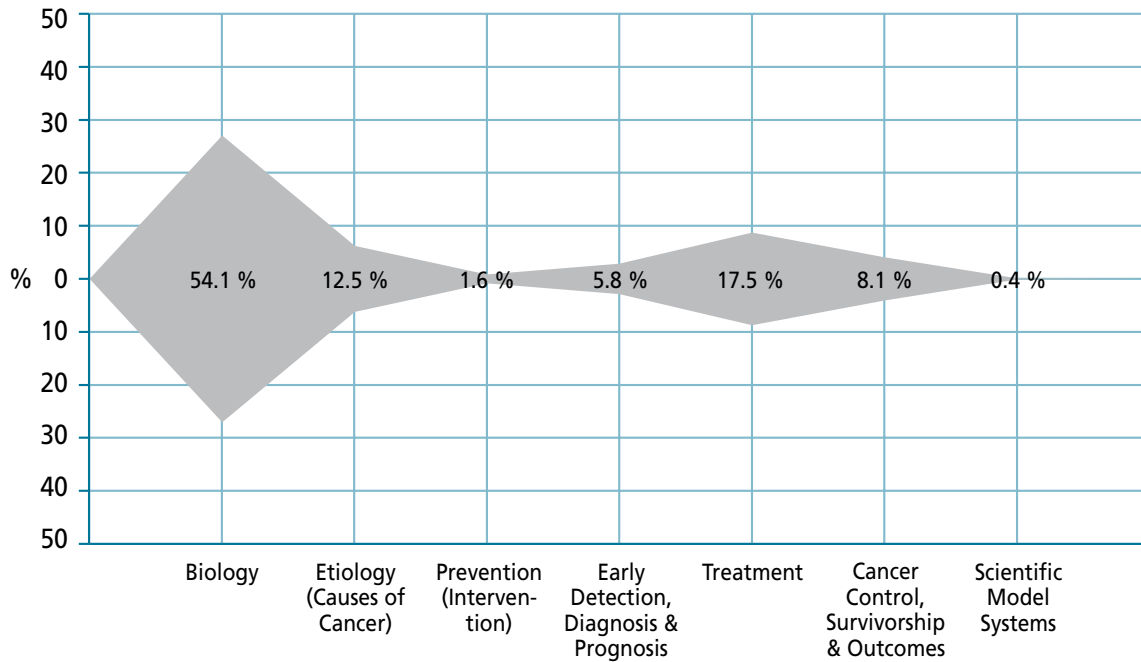 50
40
30
20
10
% 0
10
20
30
40
50
54.1 % 12.5 % 1.6 % 5.8 % 17.5 % 8.1 % 0.4 %
Biology
Etiology
(Causes of
Cancer)
Prevention
(Interven-
tion)
Early
Detection,
Diagnosis &
Prognosis
Treatment
Cancer
Control,
Survivorship
& Outcomes
Scientific
Model
Systems